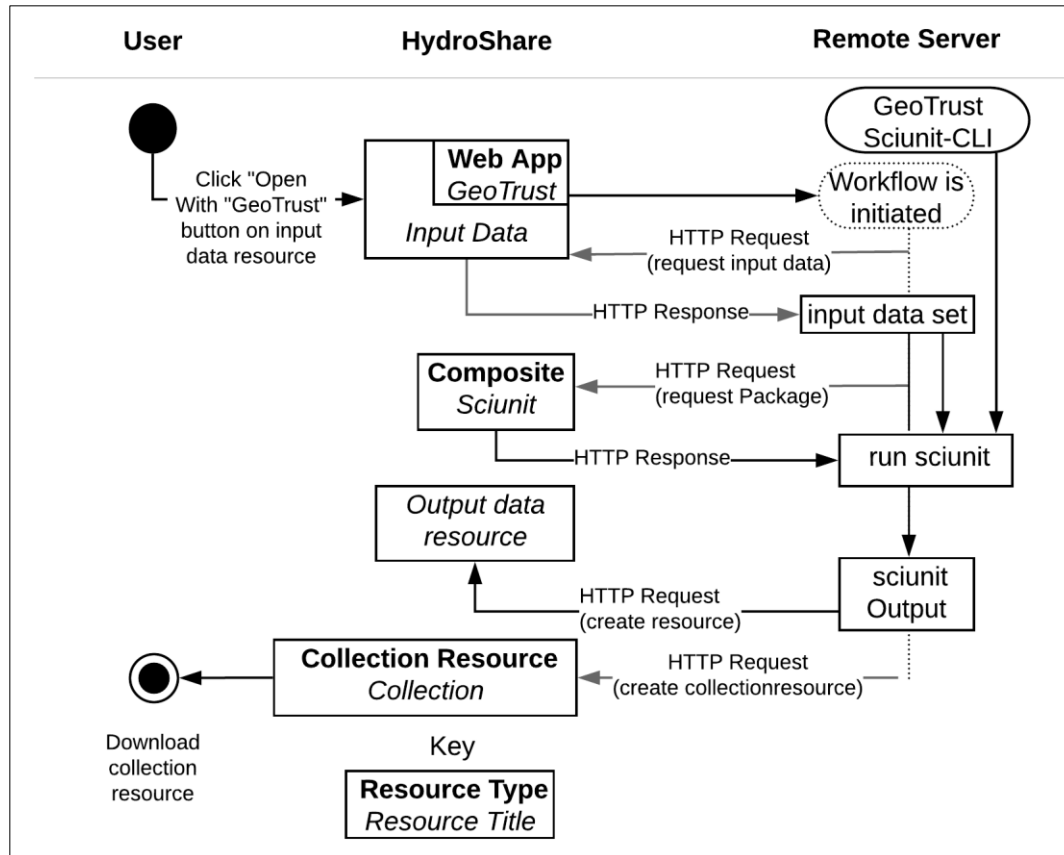 User
HydroShare
Remote Server
GeoTrust
Sciunit-CLI
Click "Open
With "GeoTrust"
button on input
data resource
Web App
GeoTrust
Input Data
Workflow is
initiated
HTTP Request
(request input data)
HTTP Response
input data set
Composite
Sciunit
HTTP Request
(request Package)
HTTP Response
run sciunit
Output data
resource
sciunit
Output
HTTP Request
(create resource)
Collection Resource
Collection
HTTP Request
(create collectionresource)
Download
collection
resource
Key
Resource Type
Resource Title